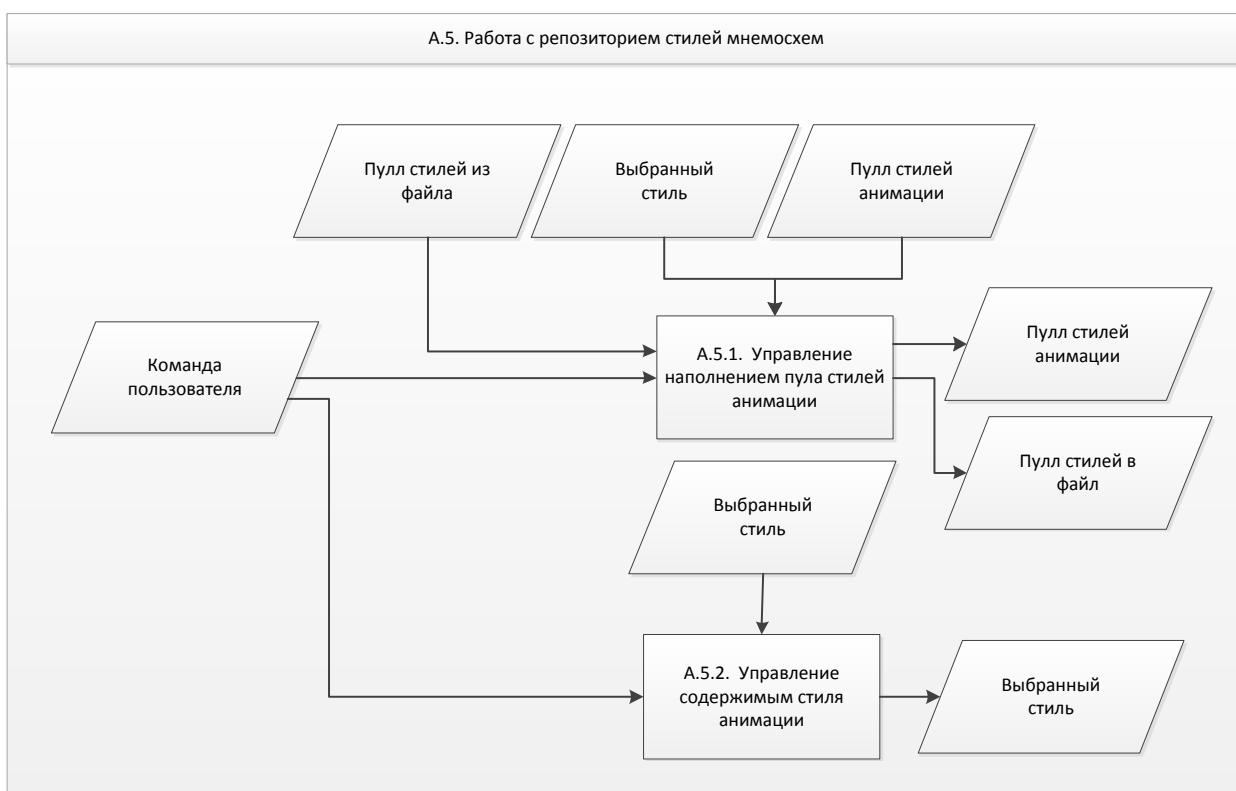 А.5. Работа с репозиторием стилей мнемосхем
Пулл стилей из
файла
Выбранный
стиль
Пулл стилей
анимации
Команда
пользователя
А.5.1. Управление
наполнением пула стилей
анимации
Пулл стилей
анимации
Пулл стилей в
файл
Выбранный
стиль
А.5.2. Управление
содержимым стиля
анимации
Выбранный
стиль